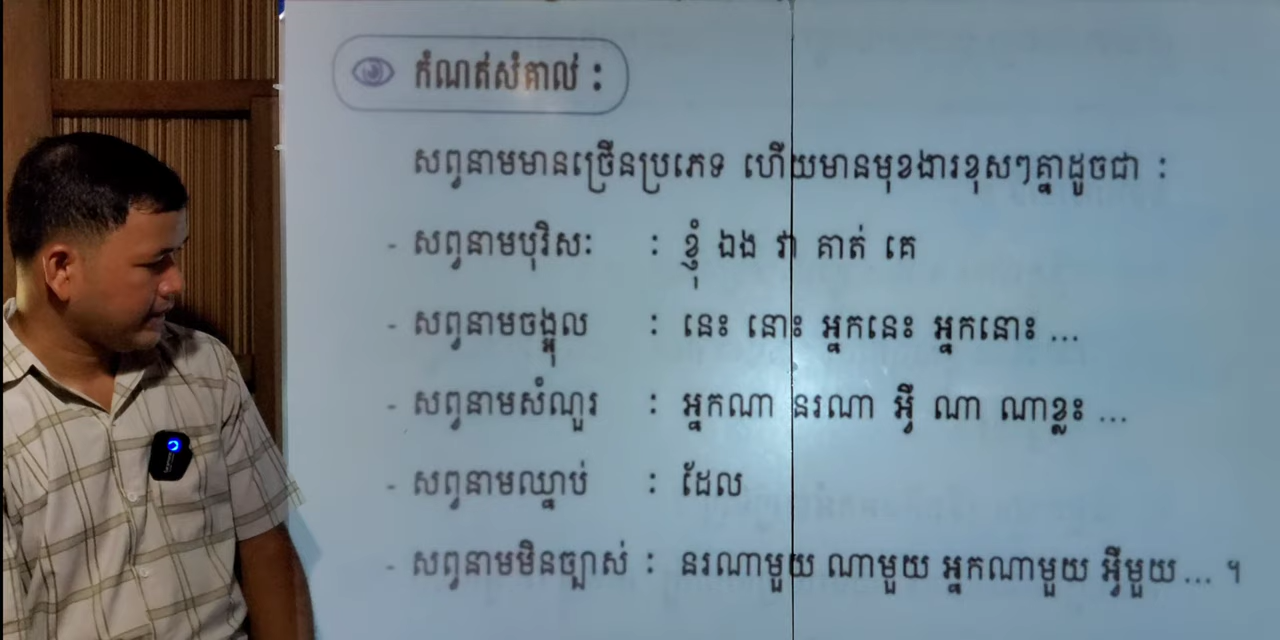 កំណត់សំគាល់ :
សព្វនាមមានច្រើនប្រភេទ ហើយមានមុខងារខុសៗគ្នាដូចជា :
- សព្វនាមបុរិសៈ : ខ្ញុំ ឯង វា គាត់ គេ
- សព្វនាមចង្អុល : នេះ នោះ អ្នកនេះ អ្នកនោះ ...
- សព្វនាមសំណួរ : អ្នកណា នរណា អ្វី ណា ណាខ្លះ ...
- សព្វនាមឈ្នាប់ : ដែល
- សព្វនាមមិនច្បាស់ : នរណាមួយ ណាមួយ អ្នកណាមួយ អ្វីមួយ ... ។